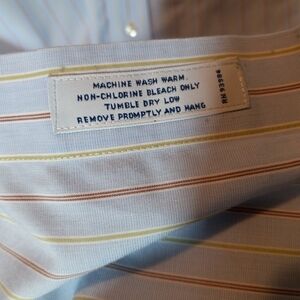 MACHINE WASH WARM.
NON-CHLORINE BLEACH ONLY
TUMBLE DRY LOW
REMOVE PROMPTLY AND HANG